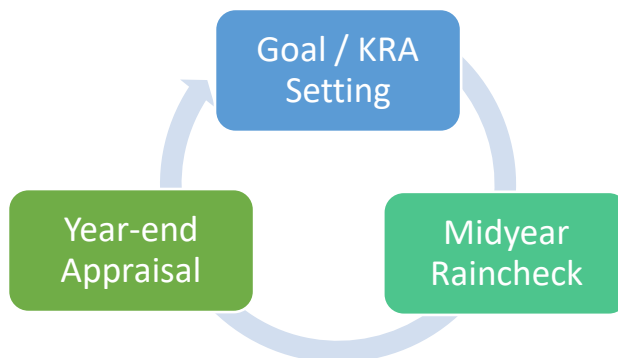 Goal / KRA
Setting
Midyear
Raincheck
Year-end
Appraisal